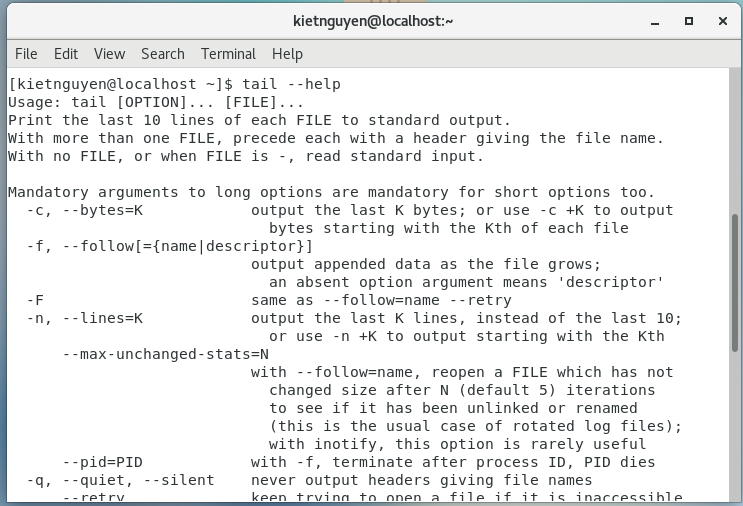 kietnguyen@localhost:~
File Edit View Search Terminal Help
[kietnguyen@localhost ~]$ tail --help
Usage: tail [OPTION]... [FILE]...
Print the last 10 lines of each FILE to standard output.
With more than one FILE, precede each with a header giving the file name.
With no FILE, or when FILE is -, read standard input.

Mandatory arguments to long options are mandatory for short options too.
  -c, --bytes=K            output the last K bytes; or use -c +K to output
                             bytes starting with the Kth of each file
  -f, --follow[={name|descriptor}]
                           output appended data as the file grows;
                             an absent option argument means 'descriptor'
  -F                       same as --follow=name --retry
  -n, --lines=K            output the last K lines, instead of the last 10;
                             or use -n +K to output starting with the Kth
      --max-unchanged-stats=N
                           with --follow=name, reopen a FILE which has not
                             changed size after N (default 5) iterations
                             to see if it has been unlinked or renamed
                             (this is the usual case of rotated log files);
                             with inotify, this option is rarely useful
      --pid=PID            with -f, terminate after process ID, PID dies
  -q, --quiet, --silent    never output headers giving file names
      --retry              keep trying to open a file if it is inaccessible